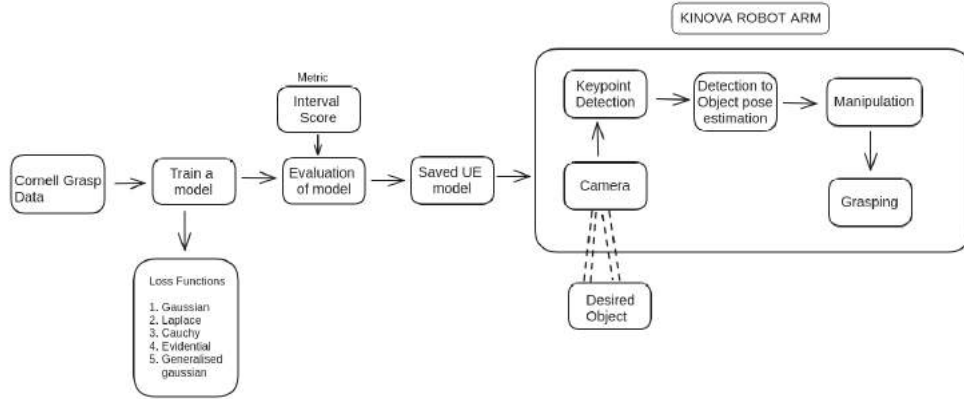 KINOVA ROBOT ARM
Metric
Interval
Score
Keypoint
Detection
Detection to
Object pose
estimation
Manipulation
Cornell Grasp
Data
Train a
model
Evaluation
of model
Saved UE
model
Camera
Grasping
Loss Functions
1. Gaussian
2. Laplace
3. Cauchy
4. Evidential
5. Generalised
gaussian
Desired
Object